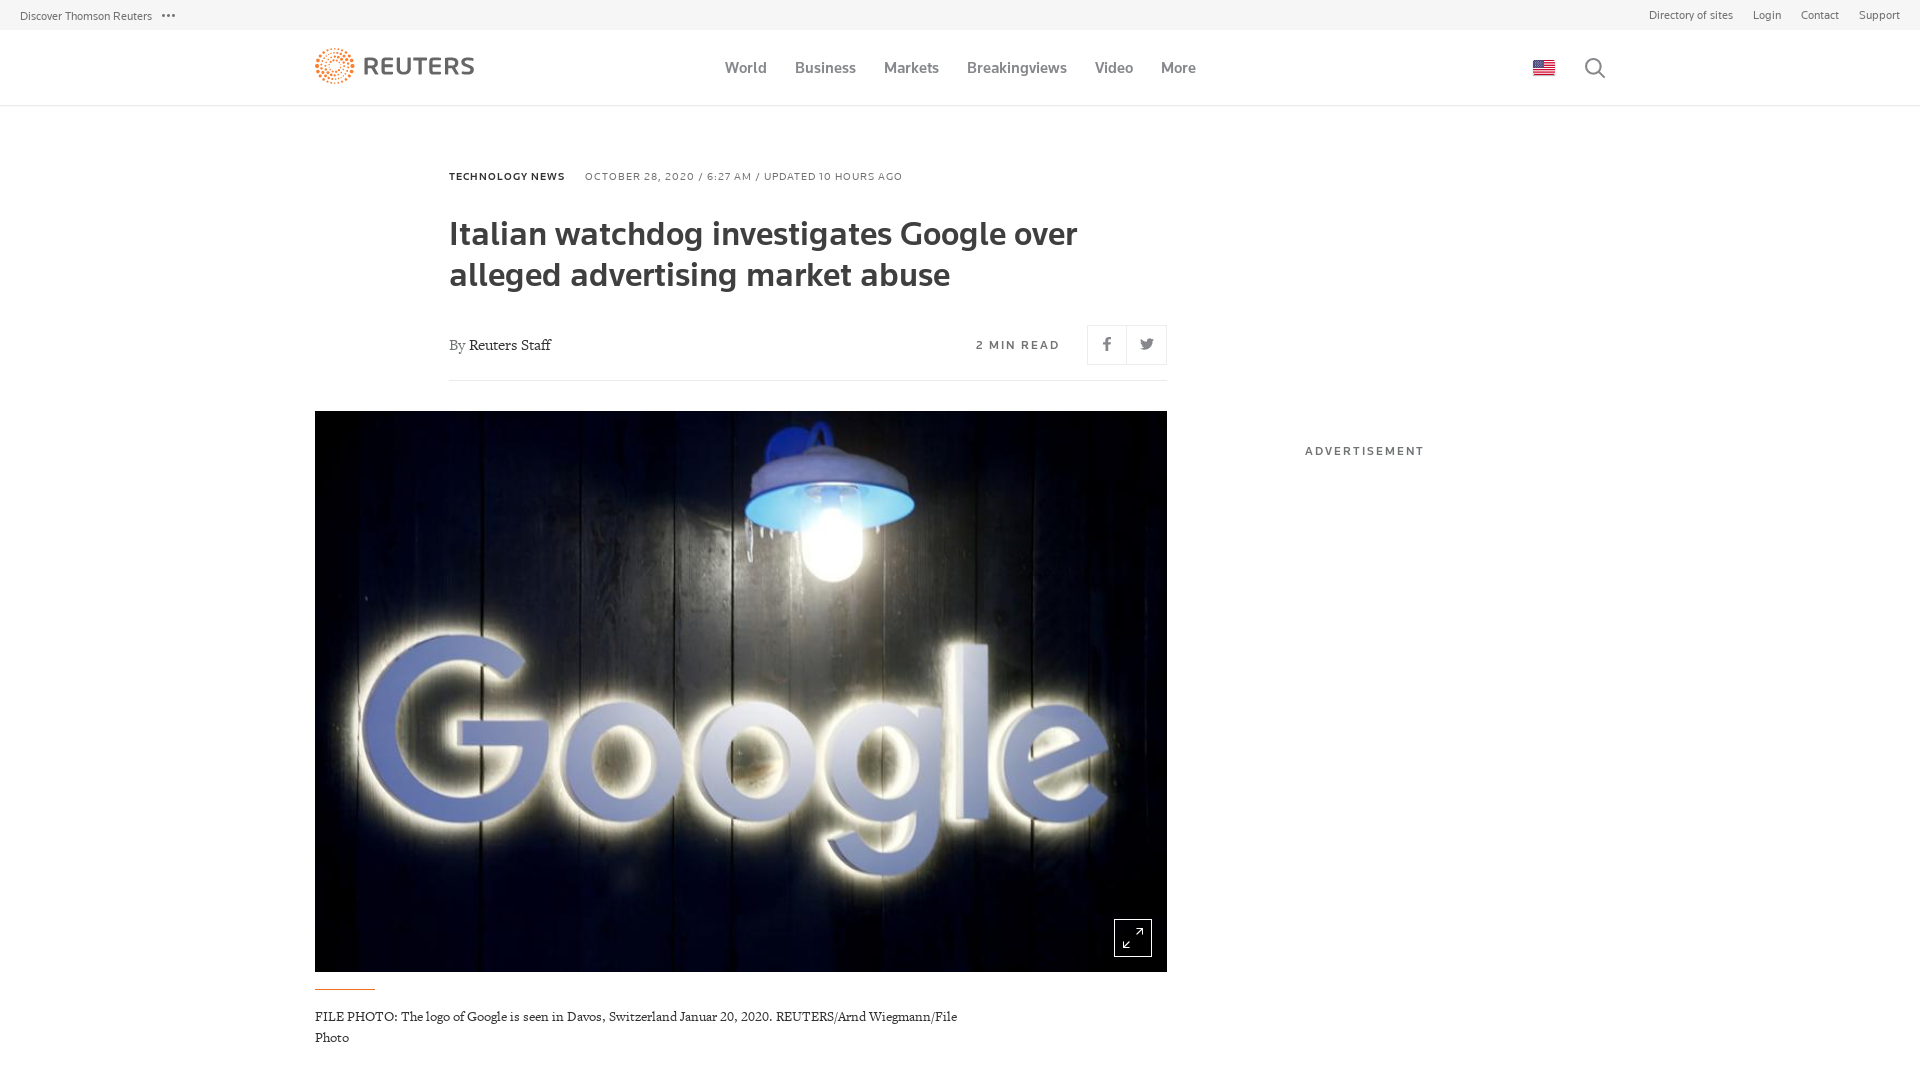 Discover Thomson Reuters
Directory of sites Login Contact Support
REUTERS
World Business Markets Breakingviews Video More
TECHNOLOGY NEWS OCTOBER 28, 2020 / 6:27 AM / UPDATED 10 HOURS AGO
Italian watchdog investigates Google over
alleged advertising market abuse
By Reuters Staff
2 MIN READ
ADVERTISEMENT
Google
FILE PHOTO: The logo of Google is seen in Davos, Switzerland Januar 20, 2020. REUTERS/Arnd Wiegmann/File
Photo